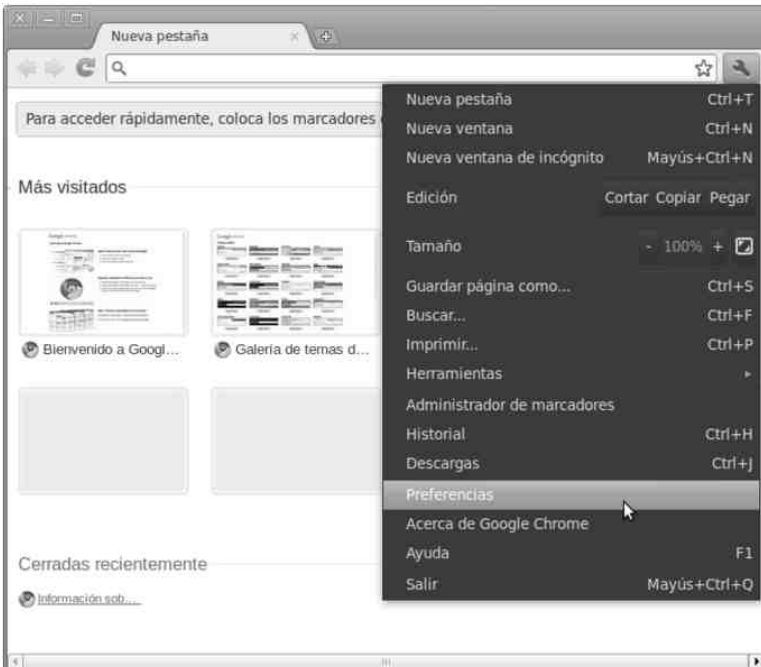 Nueva pestaña
Para acceder rápidamente, coloca los marcadores
Nueva pestaña Ctrl+T
Nueva ventana Ctrl+N
Nueva ventana de incógnito Mayús+Ctrl+N
Edición Cortar Copiar Pegar
Tamaño - 100% +
Guardar página como... Ctrl+S
Buscar... Ctrl+F
Imprimir... Ctrl+P
Herramientas
Administrador de marcadores
Historial Ctrl+H
Descargas Ctrl+J
Preferencias
Acerca de Google Chrome
Ayuda F1
Salir Mayús+Ctrl+Q
Más visitados
Bienvenido a Googl...
Galería de temas d...
Cerradas recientemente
Información sob....